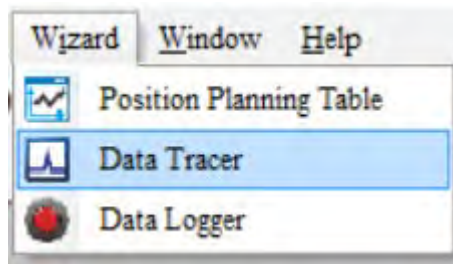 Wizard Window Help
Position Planning Table
Data Tracer
Data Logger